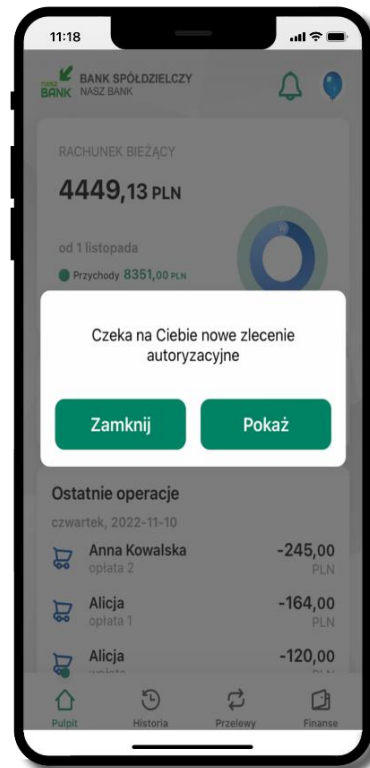 11:18
nasz
BANK
BANK SPÓŁDZIELCZY
NASZ BANK
RACHUNEK BIEŻĄCY
4449,13 PLN
od 1 listopada
Przychody 8351,00 PLN
Czeka na Ciebie nowe zlecenie
autoryzacyjne
Zamknij
Pokaż
Ostatnie operacje
czwartek, 2022-11-10
Anna Kowalska
-245,00
opłata 2
PLN
Alicja
-164,00
opłata 1
PLN
Alicja
-120,00
Pulpit
Historia
Przelewy
Finanse